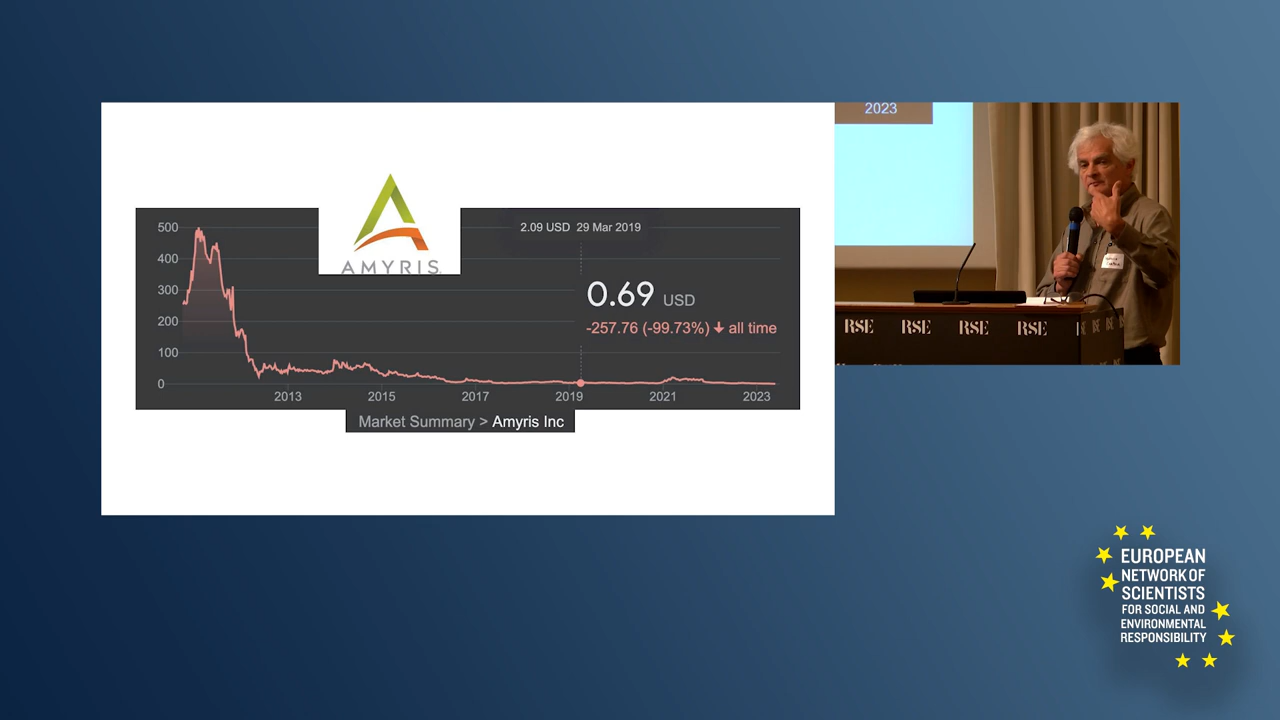 AMYRIS
500
400
300
200
100
0
2.09 USD 29 Mar 2019
0.69 USD
-257.76 (-99.73%) ↓ all time
2013
2015
2017
2019
2021
2023
Market Summary > Amyris Inc
2023
RSE
RSE
RSE
RSE
EUROPEAN
NETWORK OF
SCIENTISTS
FOR SOCIAL AND
ENVIRONMENTAL
RESPONSIBILITY